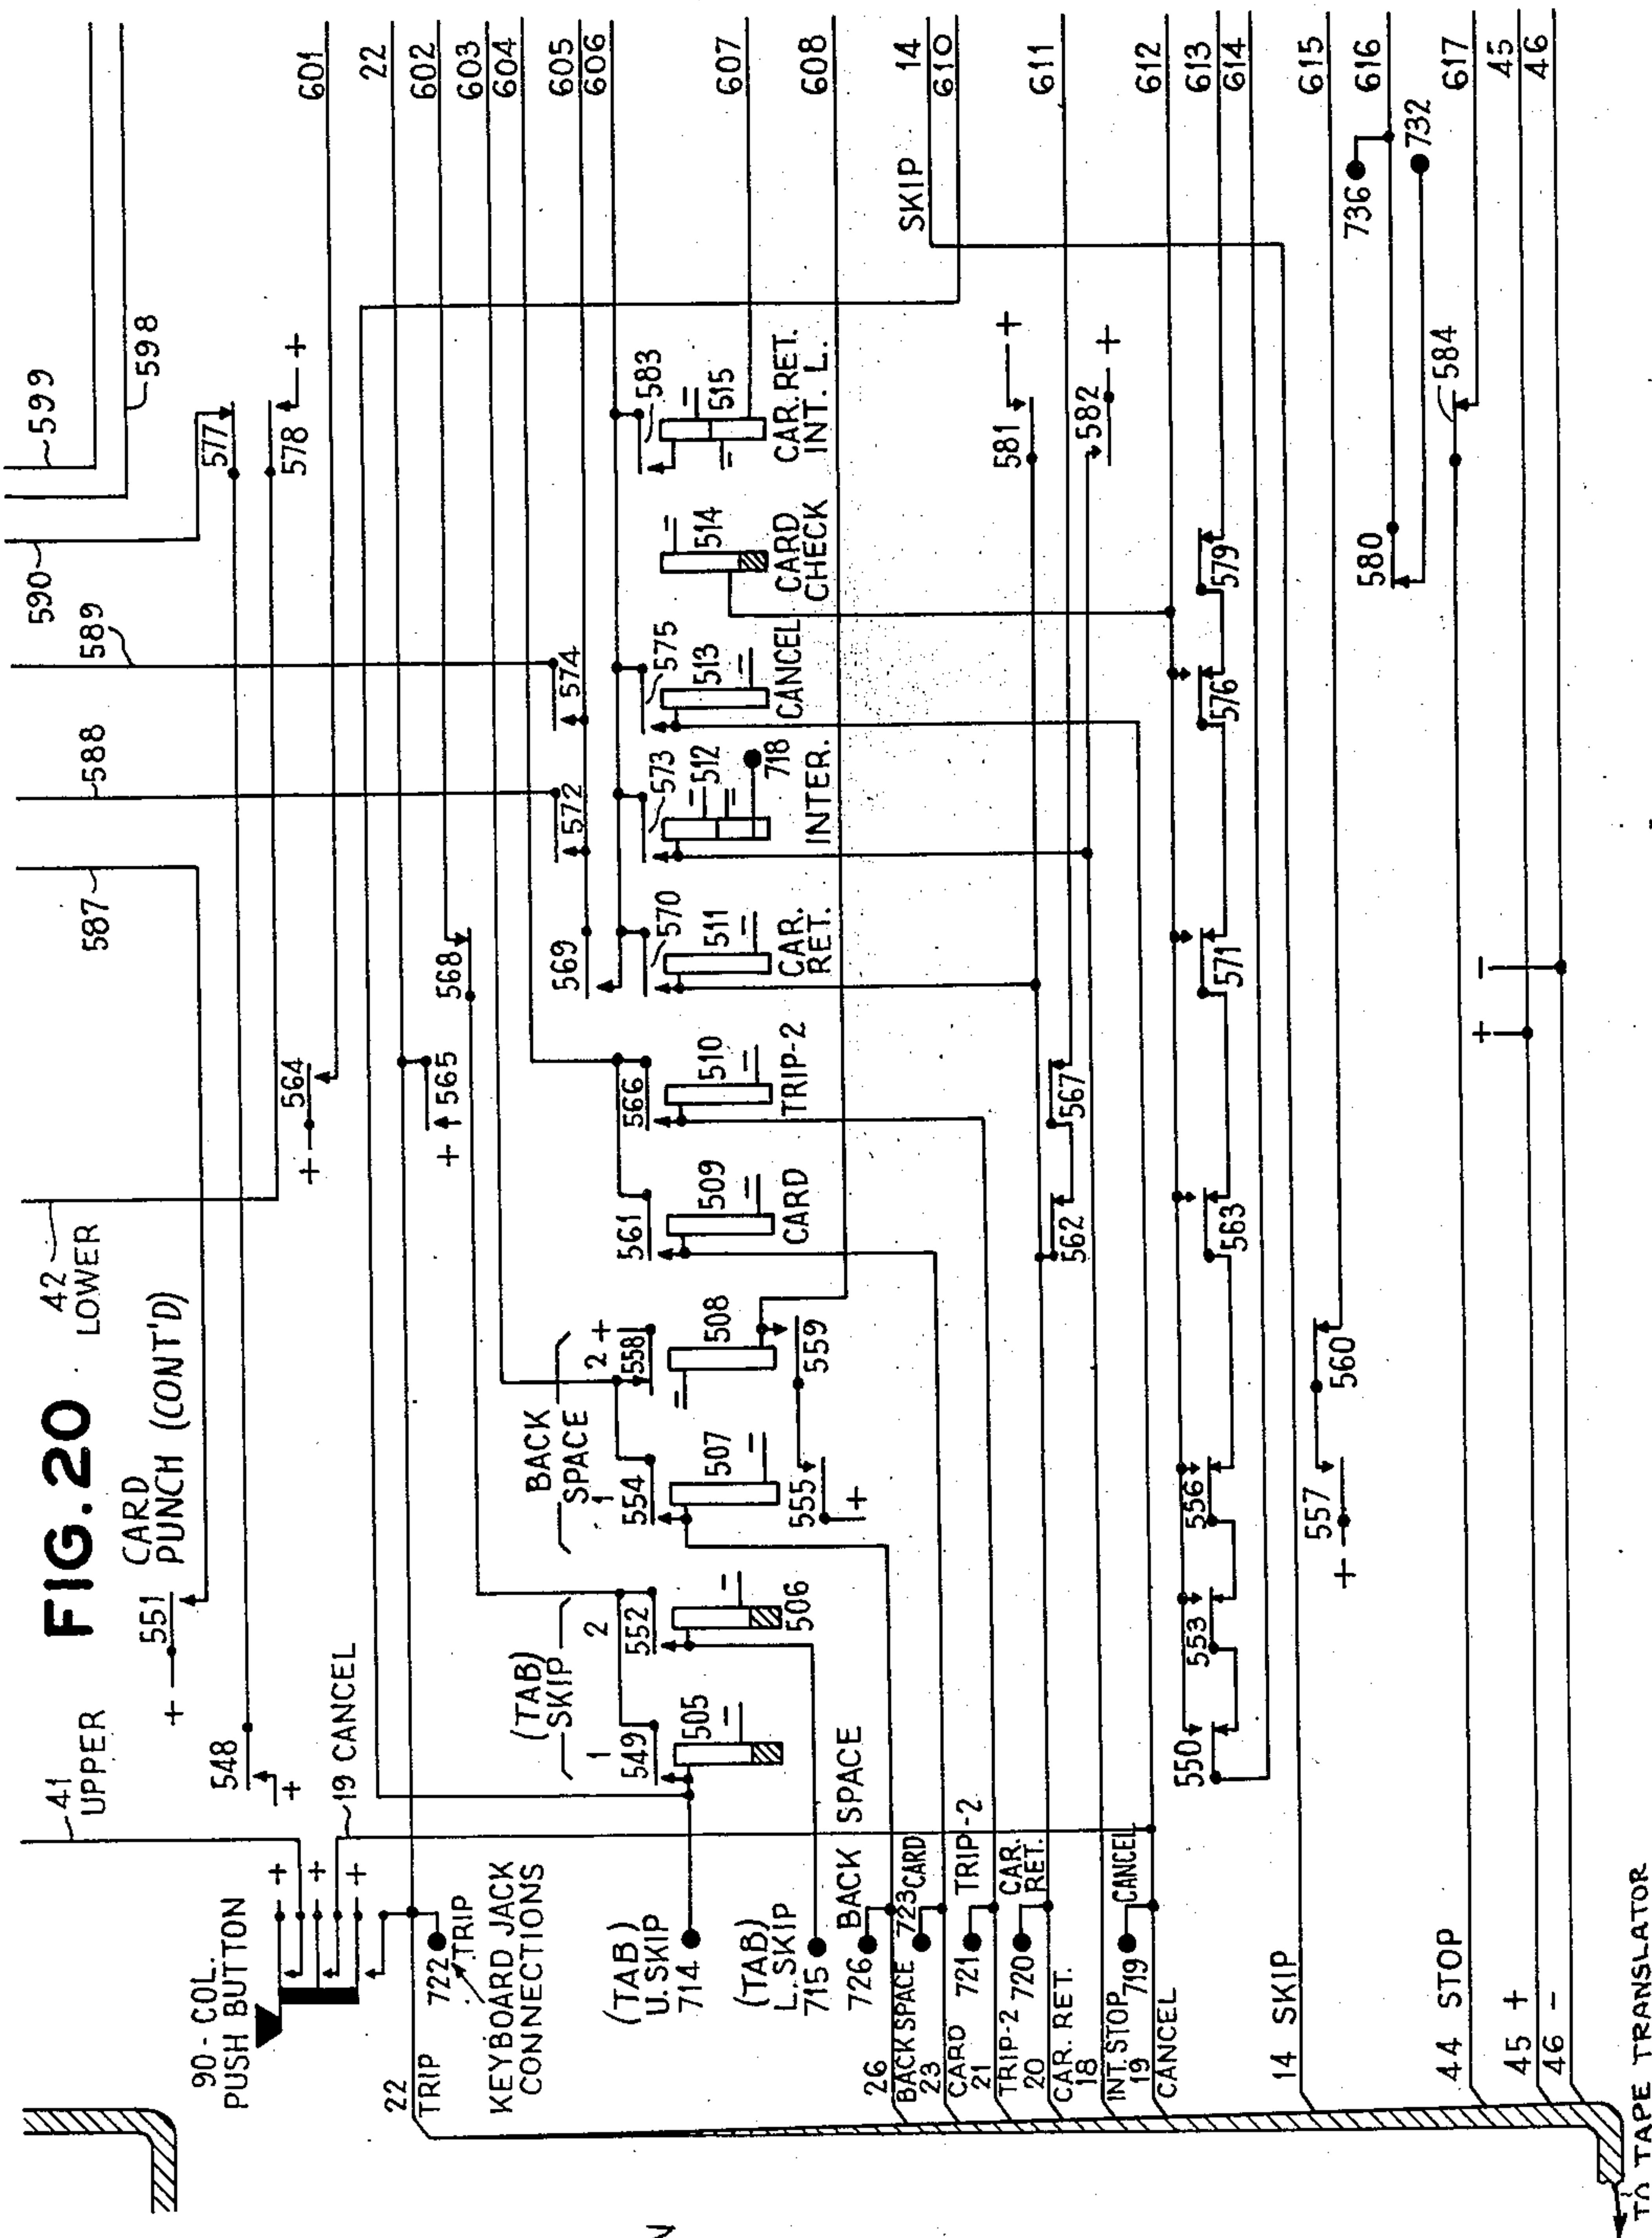 FIG.20
CARD
PUNCH (CONT'D)
42
LOWER
587
588
589
590
599
598
41
UPPER
551
+
548
+
577
578
+
564
+
601
19 CANCEL
90-COL.
PUSH BUTTON
+
+
+
22
TRIP
722
TRIP
KEYBOARD JACK
CONNECTIONS
22
565
+
602
568
603
604
605
606
(TAB)
SKIP
1
2
BACK
SPACE
1
2
+
549
552
554
558
561
566
569
570
572
573
574
575
583
505
506
507
508
509
510
511
512
513
514
515
607
608
CARD
TRIP-2
CAR.
RET.
718
INTER.
CANCEL
CARD
CHECK
CAR.RET.
INT. L.
(TAB)
U.SKIP
714
(TAB)
L.SKIP
715
555
+
559
SKIP
14
610
726
BACK SPACE
26
BACK SPACE
723
CARD
23
CARD
721
TRIP-2
21
TRIP-2
720
CAR.
RET.
20
CAR. RET.
18
INT. STOP
719
CANCEL
19
CANCEL
562
567
581
+
582
+
611
612
613
614
550
553
556
563
571
576
579
14 SKIP
557
+
560
615
580
736
732
616
44 STOP
584
617
45 +
46 -
+
-
45
46
TO TAPE TRANSLATOR
N